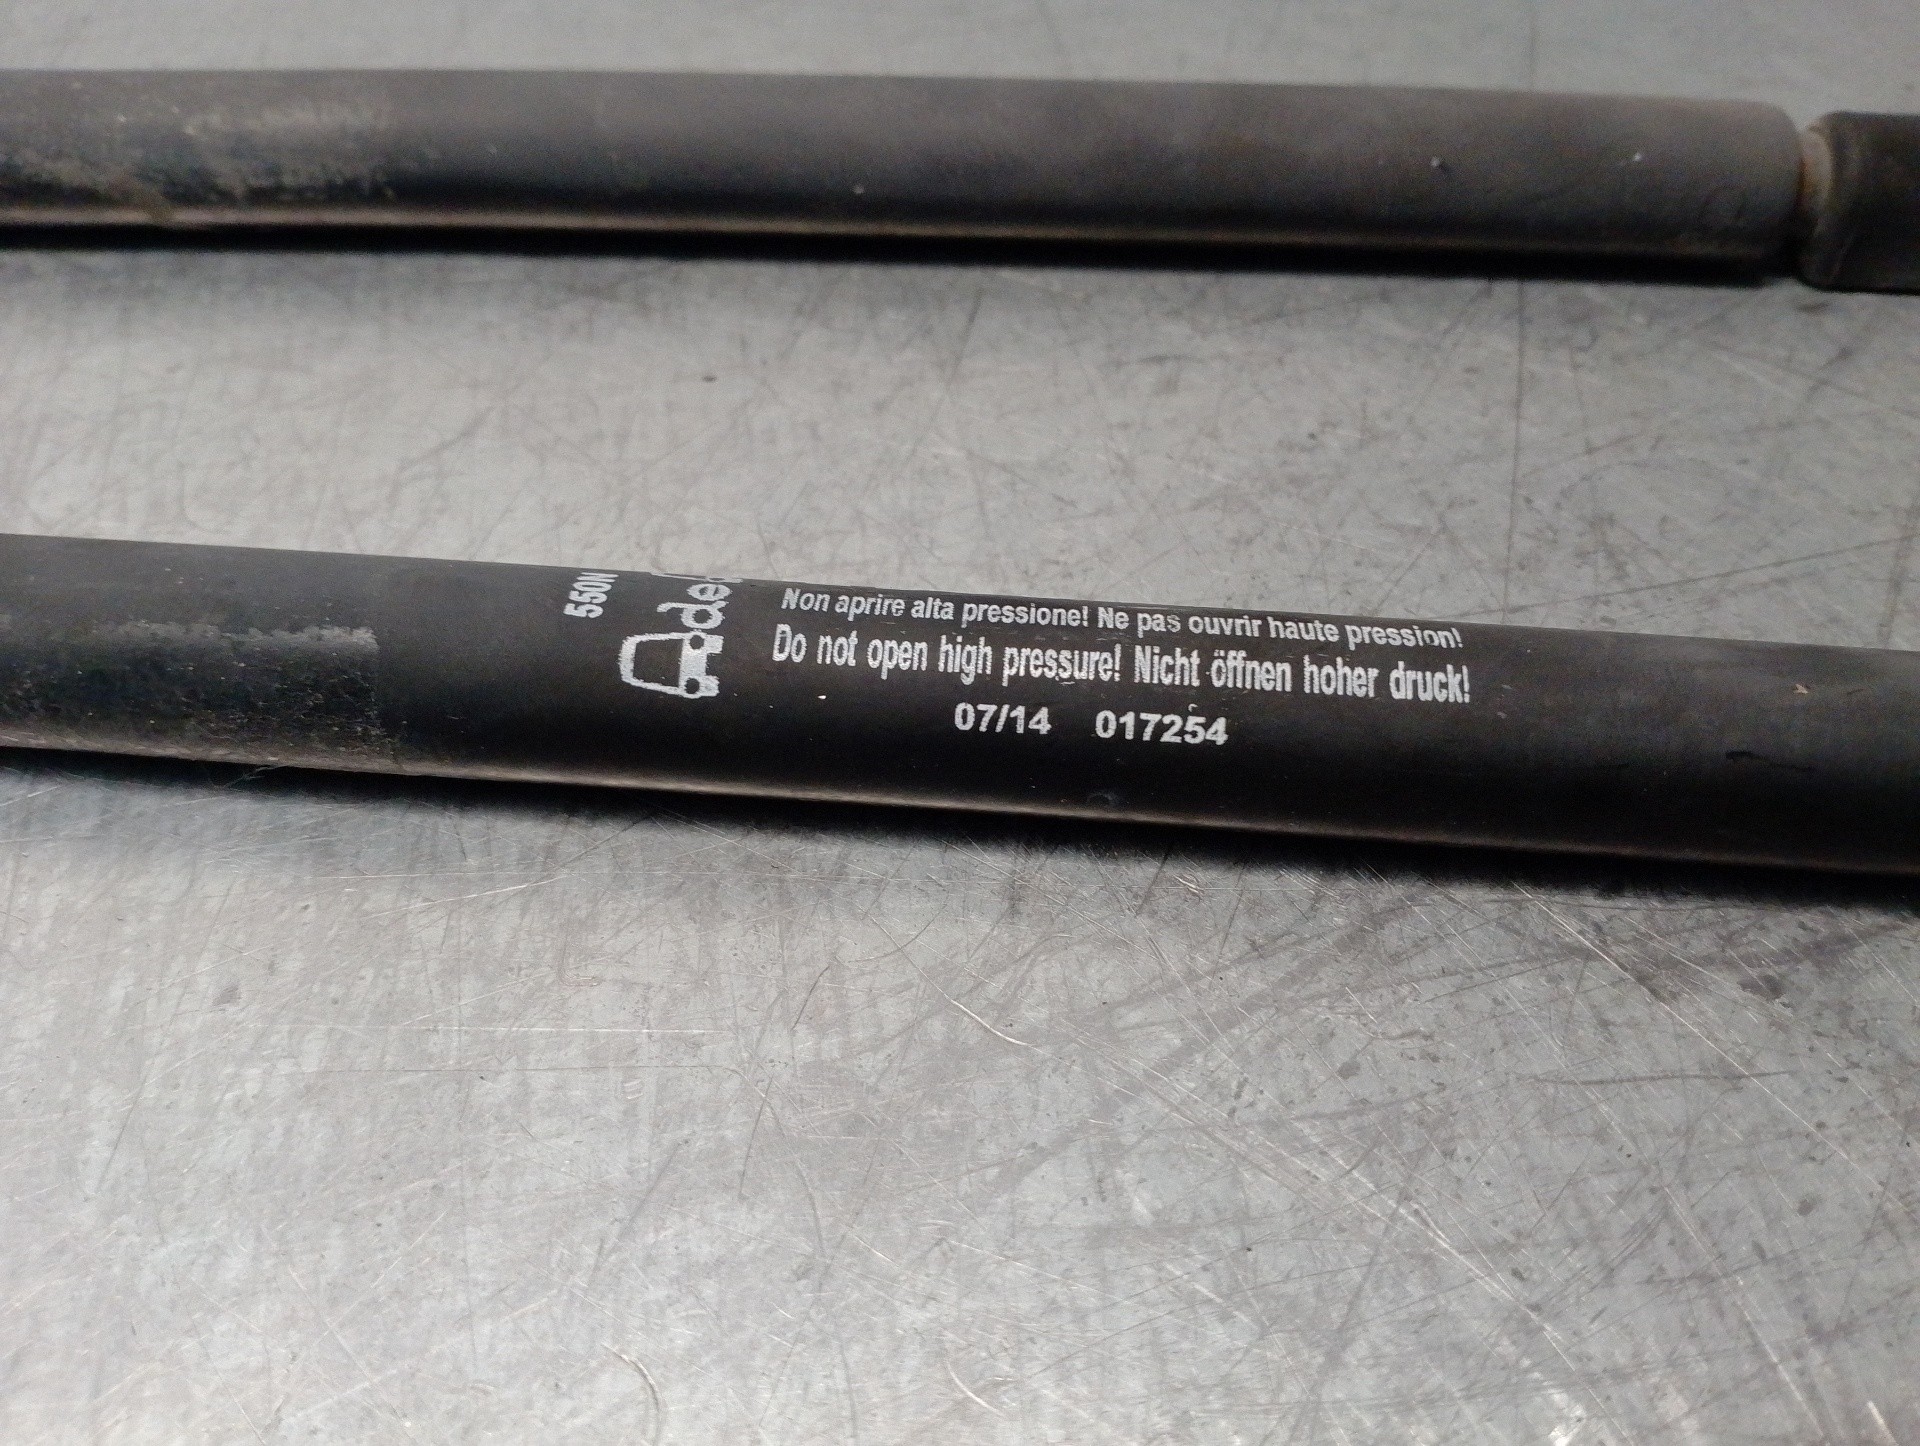 550N
Non aprire alta pressione! Ne pas ouvrir haute pression!
Do not open high pressure! Nicht öffnen hoher druck!
07/14 017254